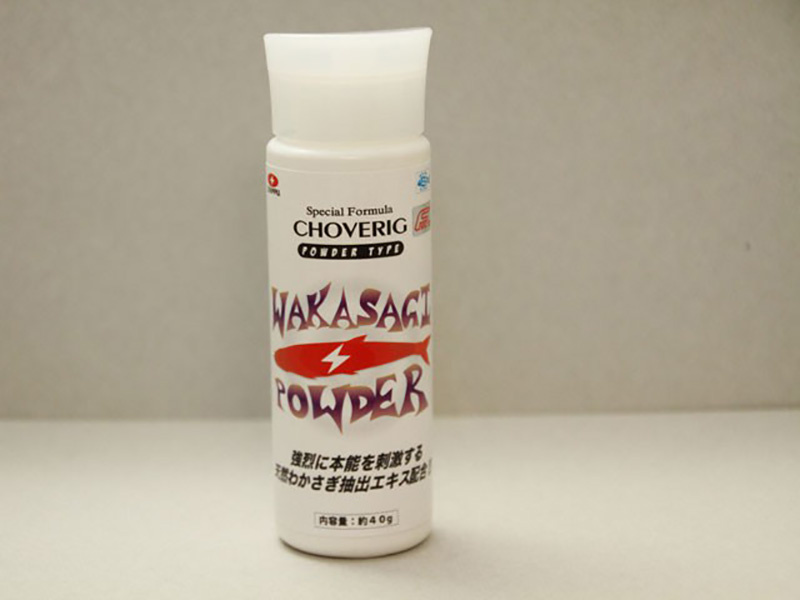 Special Formula
CHOVERIG
POWDER TYPE
WAKASAGI
POWDER
強烈に本能を刺激する
天然わかさぎ抽出エキス配合
内容量：約40g